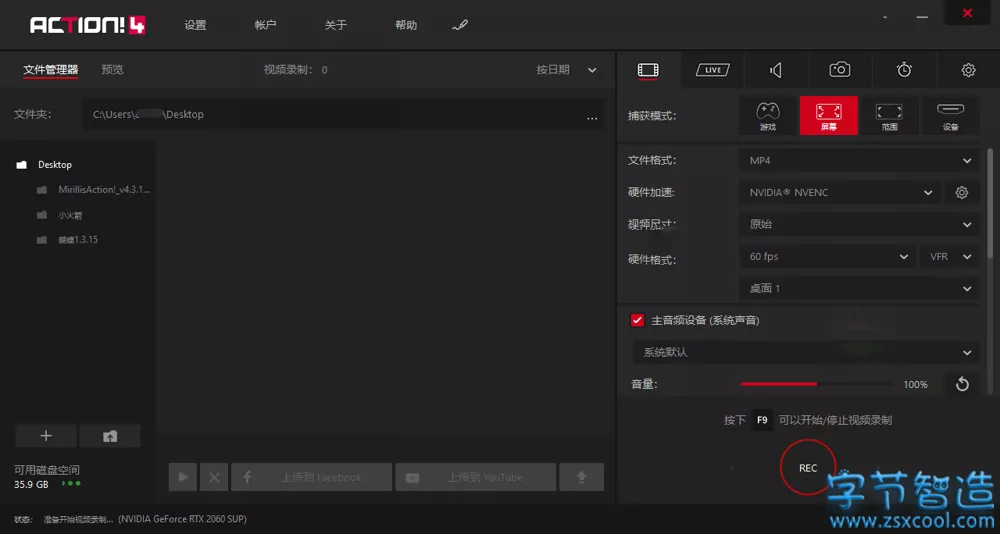 ACTION! 4
设置 帐户 关于 帮助
文件管理器 预览 视频录制: 0 按日期
LIVE
文件夹: C:\Users\ \Desktop ...
捕获模式: 游戏 屏幕 范围 设备
Desktop
MirillisAction!_v4.3.1...
小火箭
蝴蝶1.3.15
文件格式: MP4
硬件加速: NVIDIA® NVENC
视频尺寸: 原始
硬件格式: 60 fps VFR
桌面 1
主音频设备 (系统声音)
系统默认
音量: 100%
按下 F9 可以开始/停止视频录制
REC
可用磁盘空间
35.9 GB
上传到 Facebook 上传到 YouTube
状态: 准备开始视频录制... (NVIDIA GeForce RTX 2060 SUP)
字节智造
www.zsxcool.com